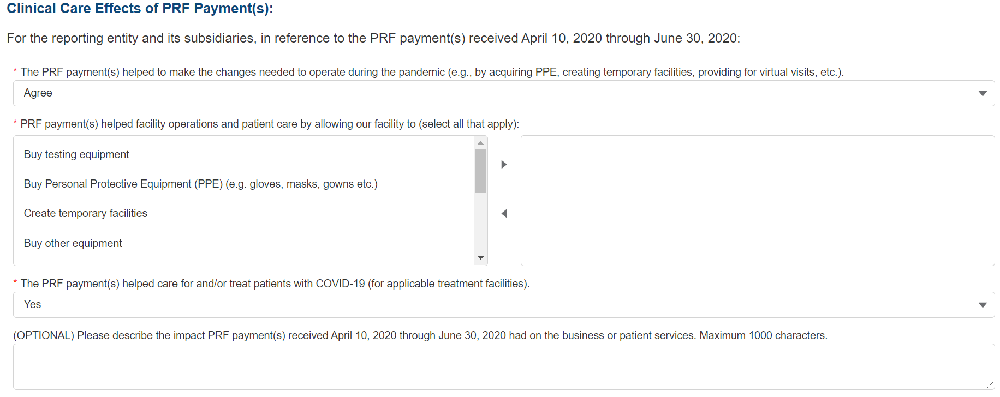 Clinical Care Effects of PRF Payment(s):
For the reporting entity and its subsidiaries, in reference to the PRF payment(s) received April 10, 2020 through June 30, 2020:
* The PRF payment(s) helped to make the changes needed to operate during the pandemic (e.g., by acquiring PPE, creating temporary facilities, providing for virtual visits, etc.).
Agree
* PRF payment(s) helped facility operations and patient care by allowing our facility to (select all that apply):
Buy testing equipment
Buy Personal Protective Equipment (PPE) (e.g. gloves, masks, gowns etc.)
Create temporary facilities
Buy other equipment
* The PRF payment(s) helped care for and/or treat patients with COVID-19 (for applicable treatment facilities).
Yes
(OPTIONAL) Please describe the impact PRF payment(s) received April 10, 2020 through June 30, 2020 had on the business or patient services. Maximum 1000 characters.